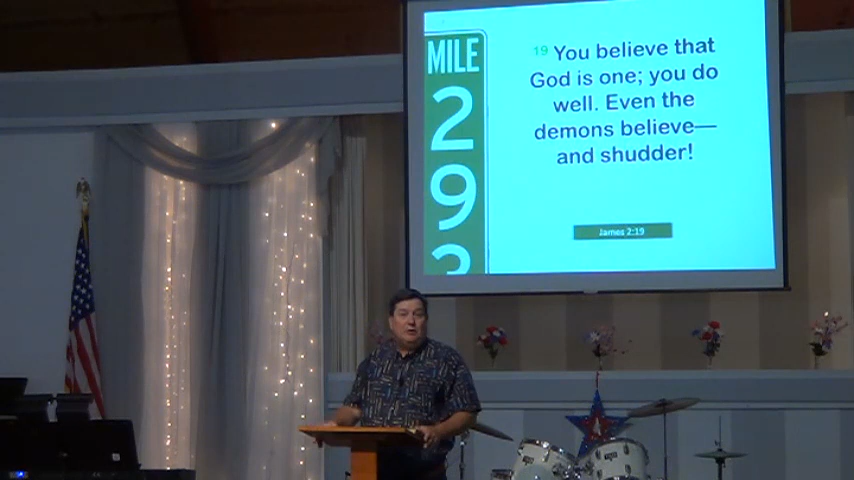 MILE
2
9
19 You believe that
God is one; you do
well. Even the
demons believe—
and shudder!
James 2:19